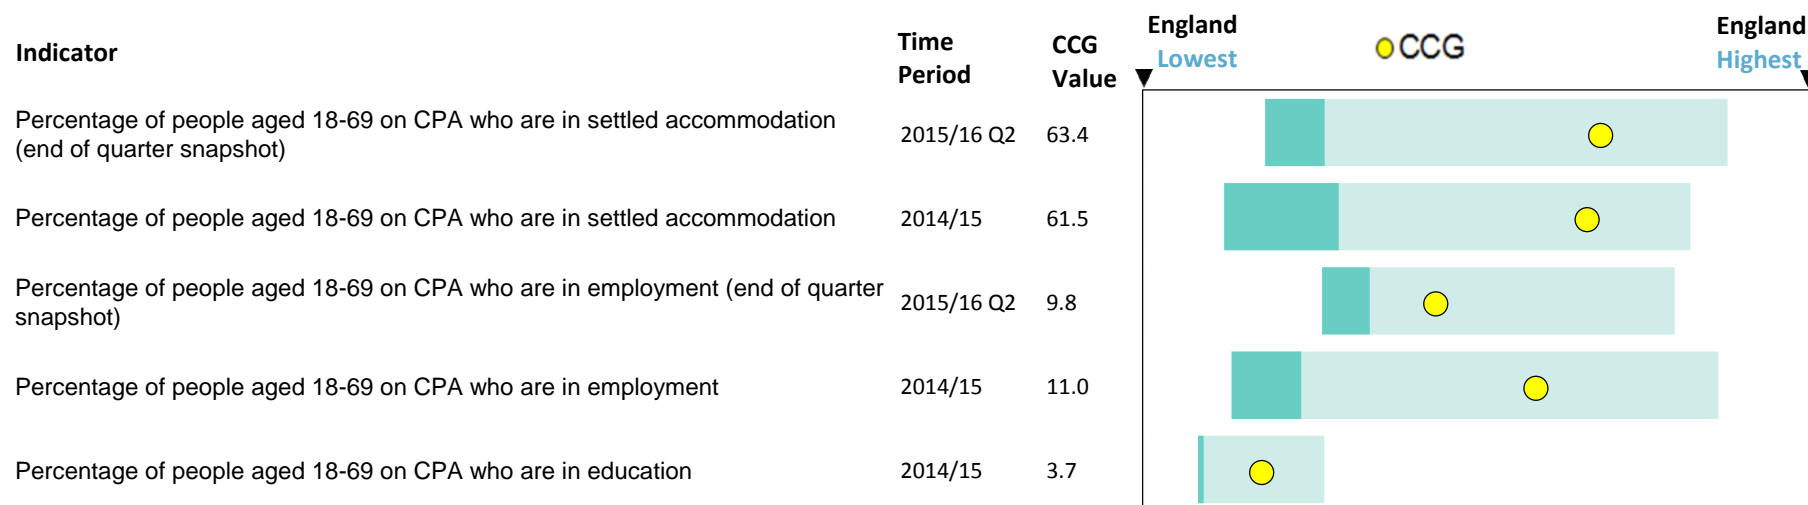 Indicator
Time Period
CCG Value
England Lowest
CCG
England Highest
Percentage of people aged 18-69 on CPA who are in settled accommodation
(end of quarter snapshot)
2015/16 Q2
63.4
Percentage of people aged 18-69 on CPA who are in settled accommodation
2014/15
61.5
Percentage of people aged 18-69 on CPA who are in employment (end of quarter
snapshot)
2015/16 Q2
9.8
Percentage of people aged 18-69 on CPA who are in employment
2014/15
11.0
Percentage of people aged 18-69 on CPA who are in education
2014/15
3.7